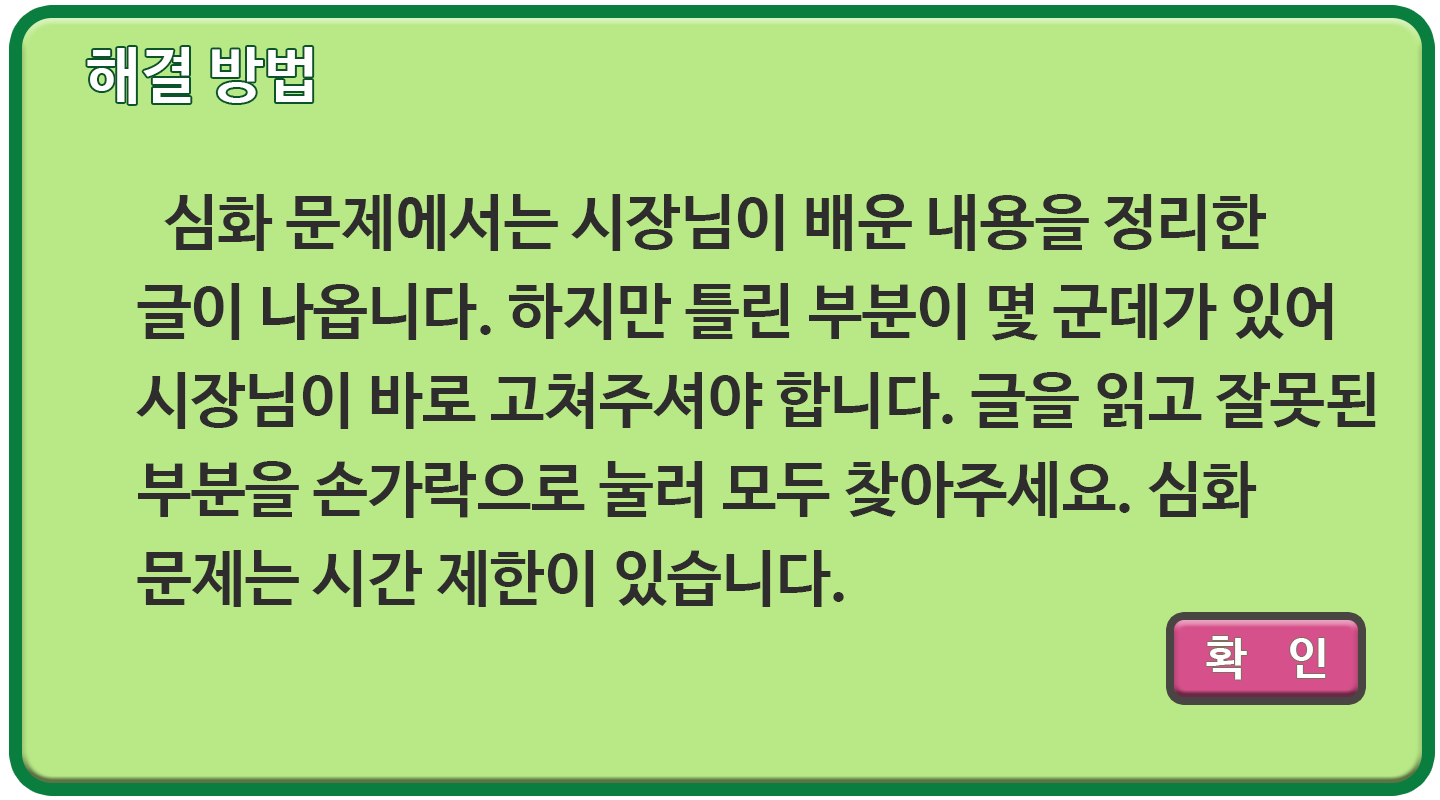 해결 방법
심화 문제에서는 시장님이 배운 내용을 정리한
글이 나옵니다. 하지만 틀린 부분이 몇 군데가 있어
시장님이 바로 고쳐주셔야 합니다. 글을 읽고 잘못된
부분을 손가락으로 눌러 모두 찾아주세요. 심화
문제는 시간 제한이 있습니다.
확 인